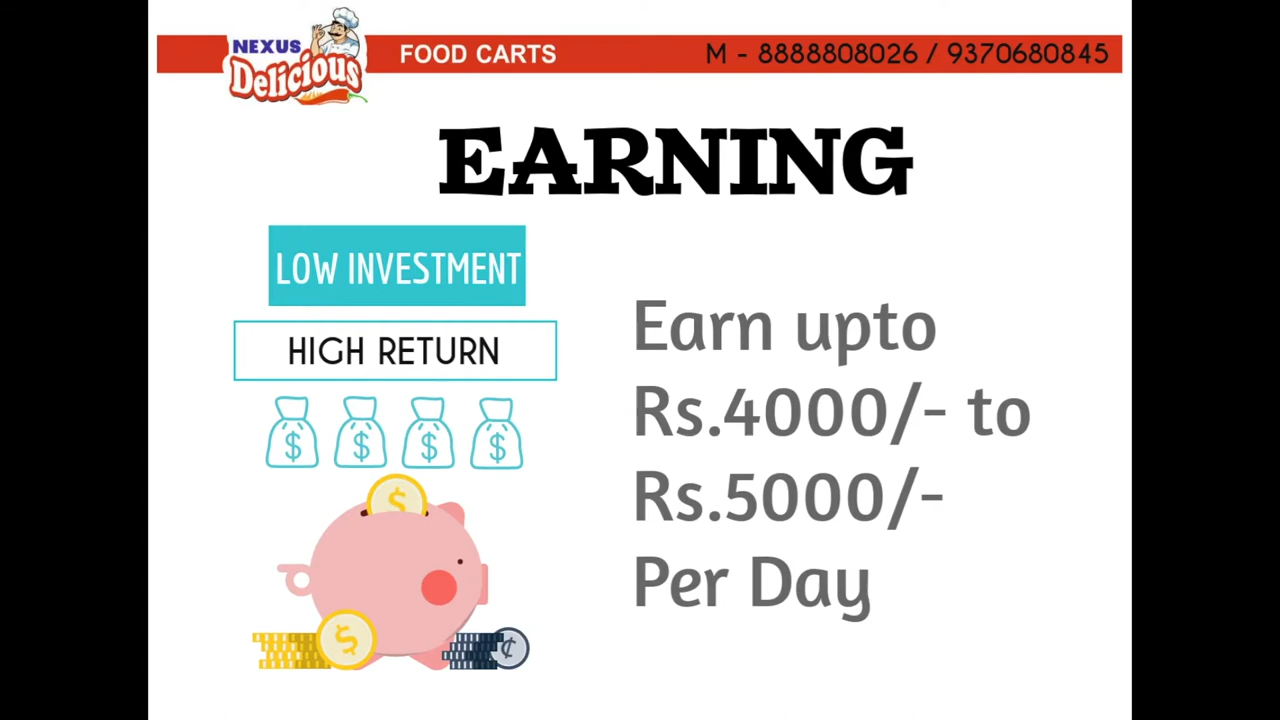 NEXUS
Delicious
FOOD CARTS
M - 8888808026 / 9370680845
EARNING
LOW INVESTMENT
HIGH RETURN
$ $ $ $
$
$
¢
Earn upto
Rs.4000/- to
Rs.5000/-
Per Day